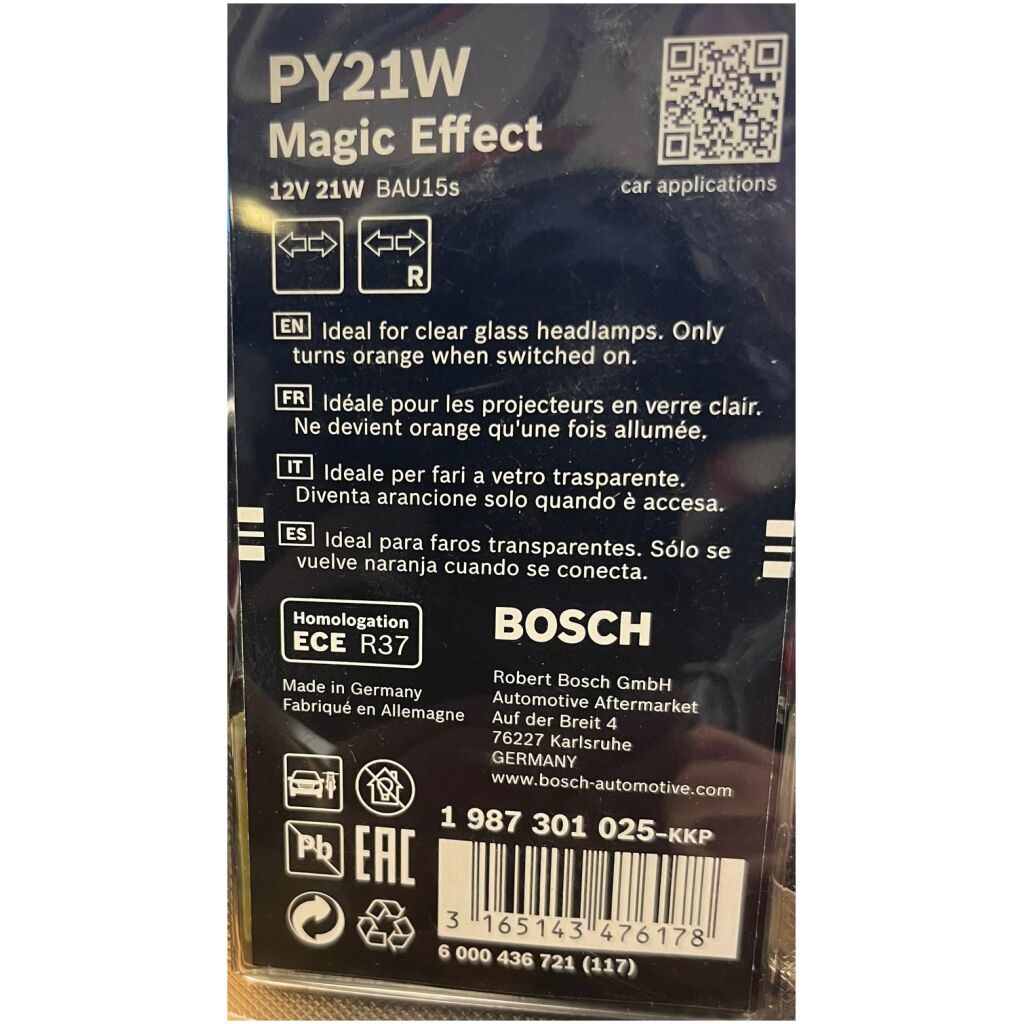 PY21W
Magic Effect
12V 21W BAU15s
car applications
R
EN Ideal for clear glass headlamps. Only
turns orange when switched on.
FR Idéale pour les projecteurs en verre clair.
Ne devient orange qu'une fois allumée.
IT Ideale per fari a vetro trasparente.
Diventa arancione solo quando è accesa.
ES Ideal para faros transparentes. Sólo se
vuelve naranja cuando se conecta.
Homologation
ECE R37
Made in Germany
Fabriqué en Allemagne
BOSCH
Robert Bosch GmbH
Automotive Aftermarket
Auf der Breit 4
76227 Karlsruhe
GERMANY
www.bosch-automotive.com
Pb
EAC
1 987 301 025-KKP
3 165143 476178
6 000 436 721 (117)